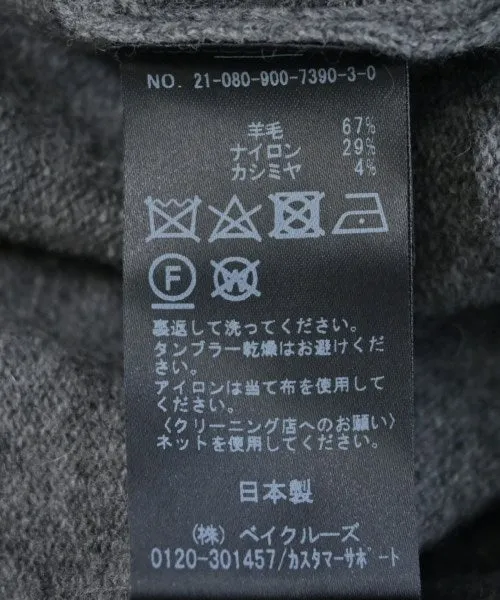 NO. 21-080-900-7390-3-0
羊毛 67%
ナイロン 29%
カシミヤ 4%
F W
裏返して洗ってください。
タンブラー乾燥はお避けくだ
さい。
アイロンは当て布を使用して
ください。
〈クリーニング店へのお願い〉
ネットを使用してください。
日本製
(株) ベイクルーズ
0120-301457/カスタマーサポート